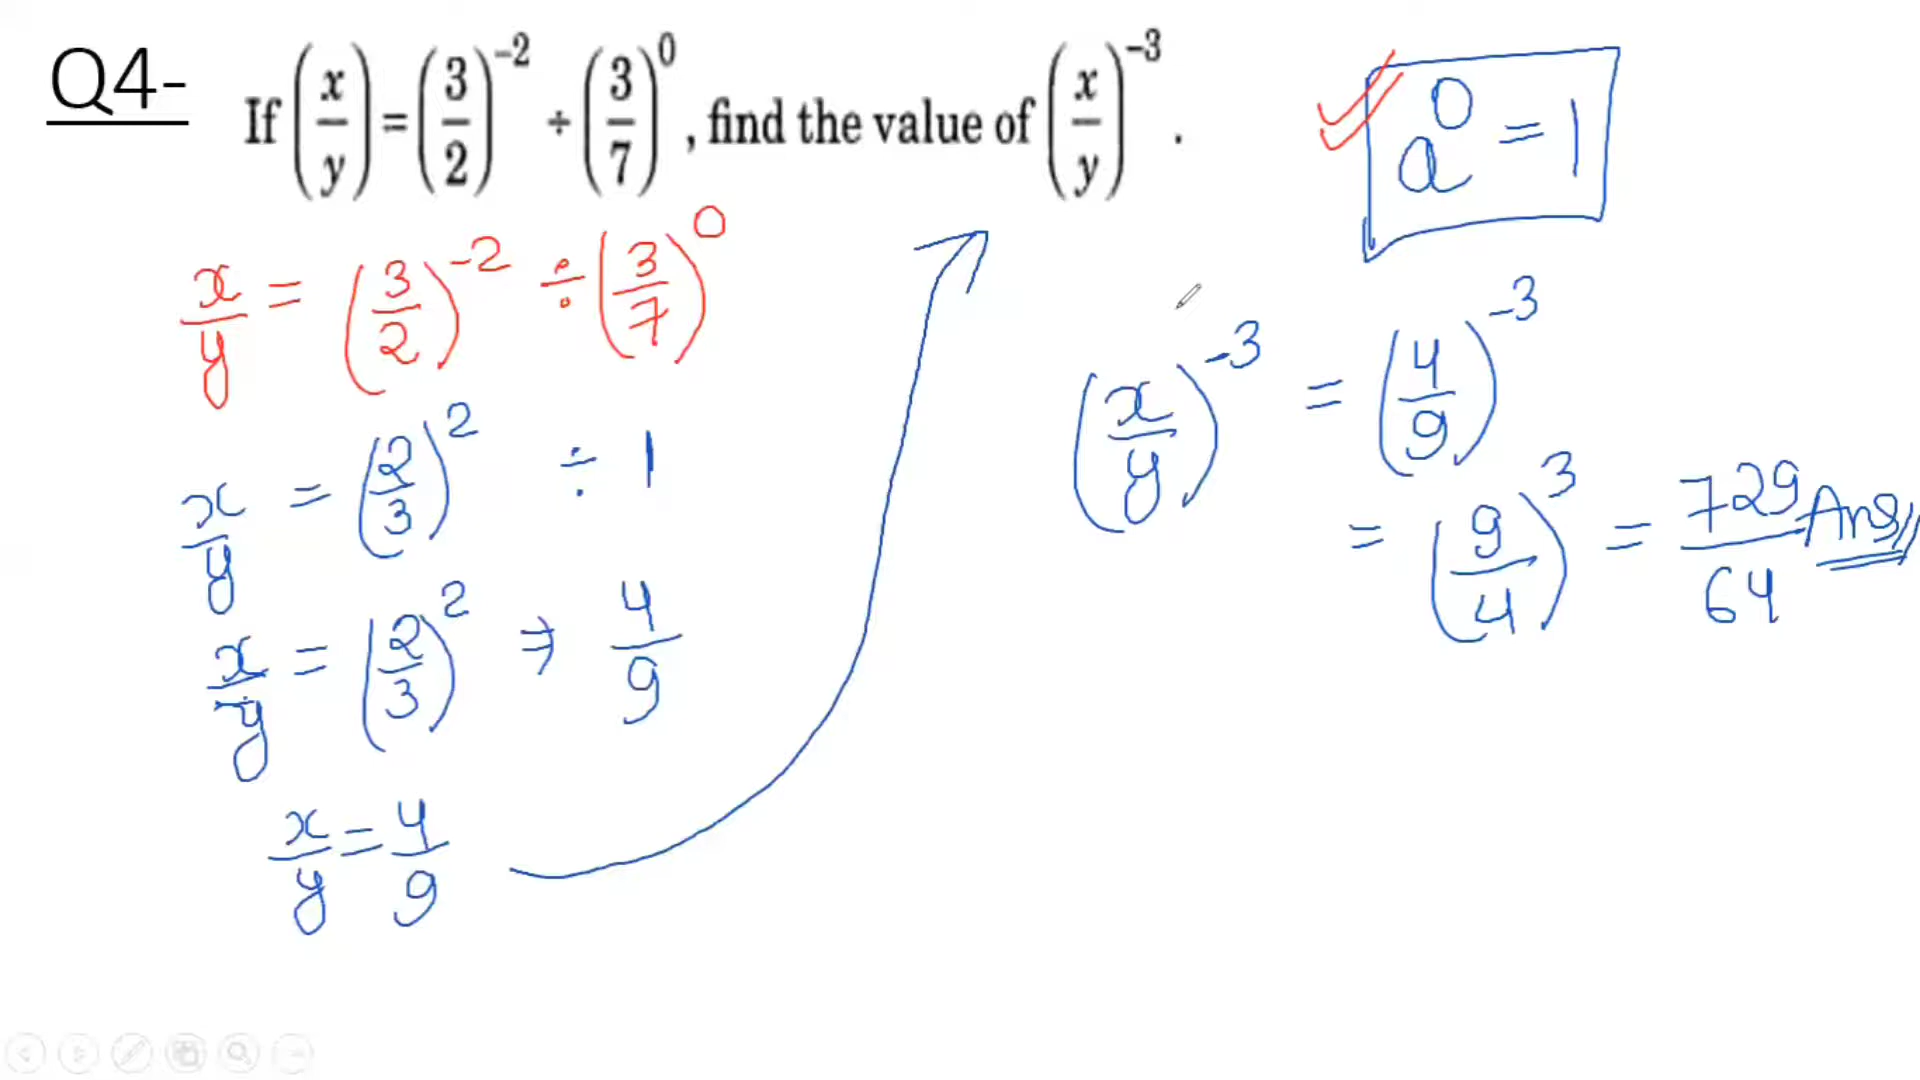 Q4- If (x/y) = (3/2)^-2 ÷ (3/7)^0 , find the value of (x/y)^-3 .
a^0 = 1
x/y = (3/2)^-2 ÷ (3/7)^0
x/y = (2/3)^2 ÷ 1
x/y = (2/3)^2 ⇒ 4/9
x/y = 4/9
(x/y)^-3 = (4/9)^-3
= (9/4)^3 = 729/64 Ans